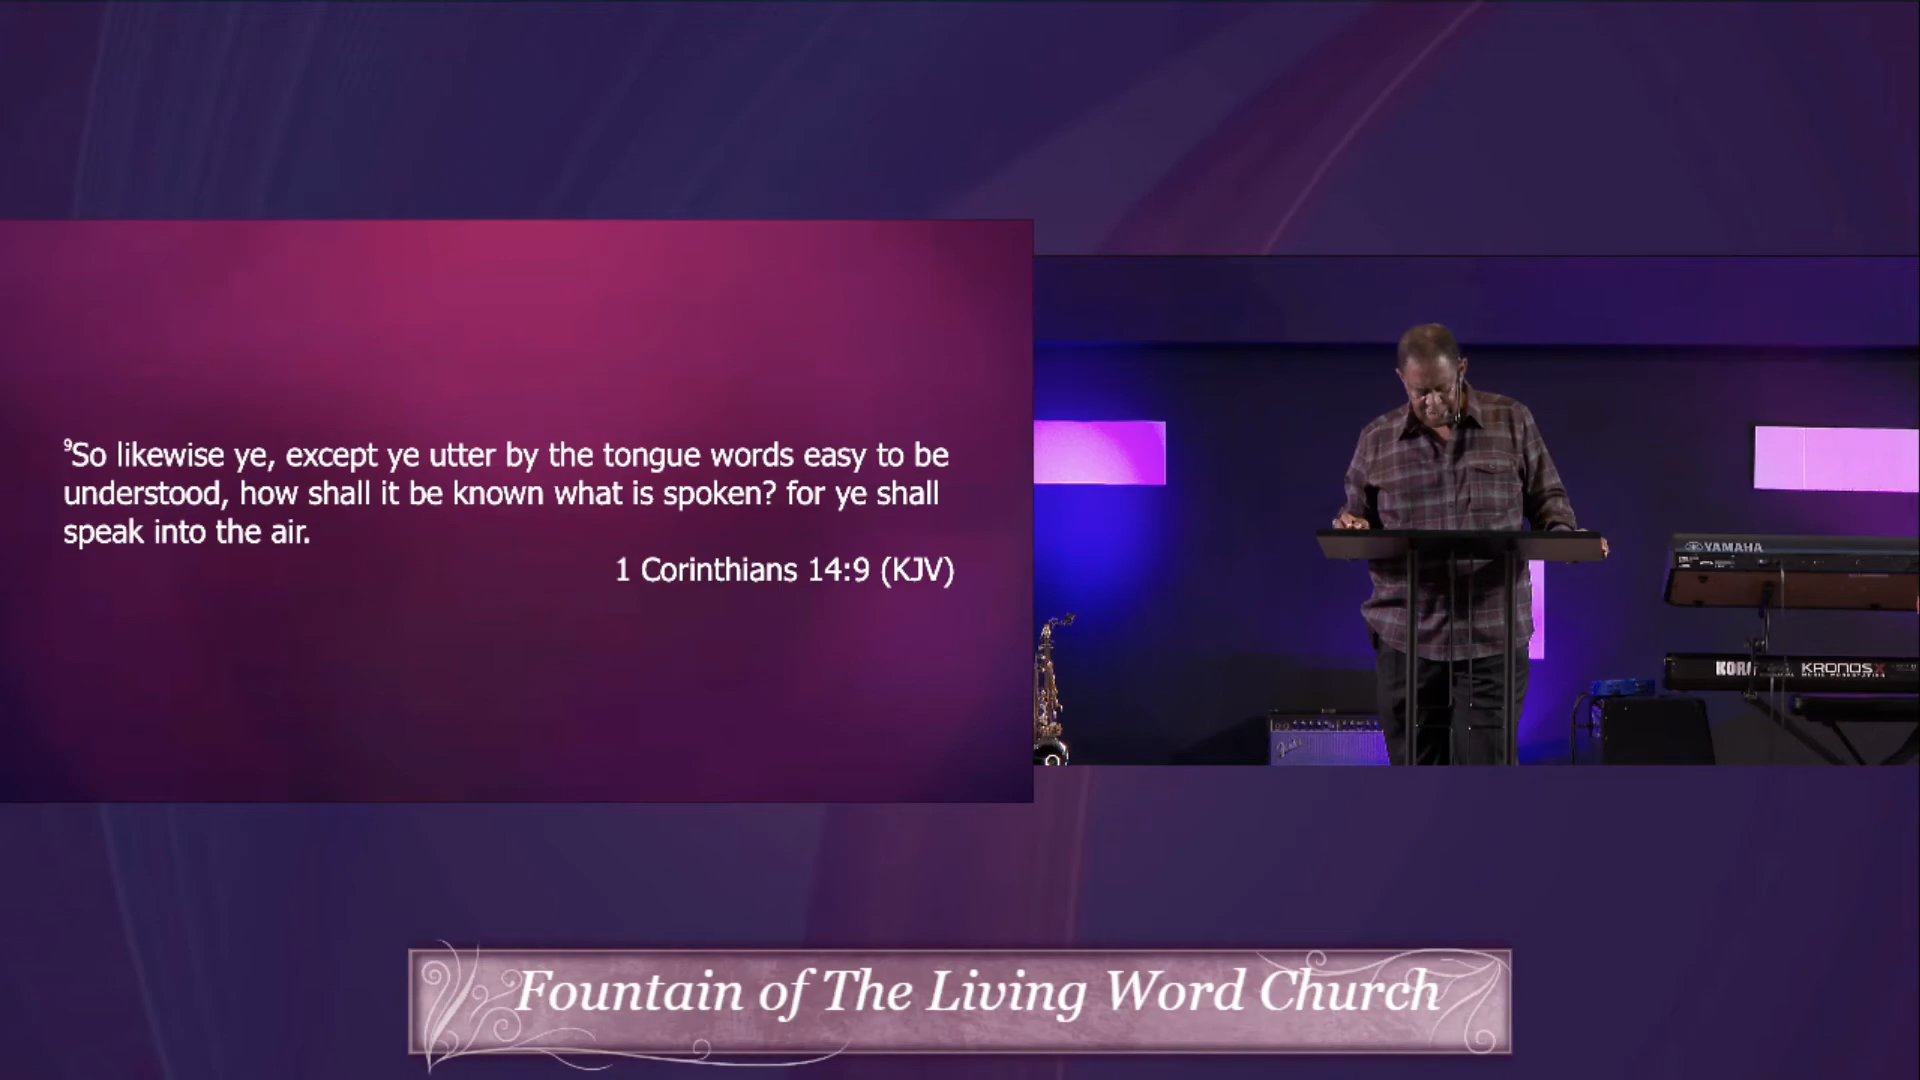 ⁹So likewise ye, except ye utter by the tongue words easy to be
understood, how shall it be known what is spoken? for ye shall
speak into the air.
1 Corinthians 14:9 (KJV)
YAMAHA
KORG
KRONOS X
Fender
Fountain of The Living Word Church